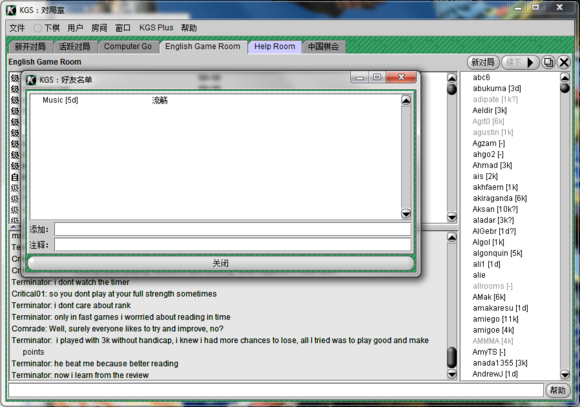 KGS：对局室
文件 下棋 用户 房间 窗口 KGS Plus 帮助
新开对局 活跃对局 Computer Go English Game Room Help Room 中国棋会
English Game Room
新对局 续下
KGS：好友名单
Music [5d] 流觞
添加:
注释:
关闭
Terminator: i dont watch the timer
Critical01: so you dont play at your full strength sometimes
Terminator: i dont care about rank
Terminator: only in fast games i worrried about reading in time
Comrade: Well, surely everyone likes to try and improve, no?
Terminator: i played with 3k without handicap, i knew i had more chances to lose, all I tried was to play good and make
points
Terminator: he beat me because better reading
Terminator: now i learn from the review
abc6
abukuma [3d]
adipate [1k?]
Aeldir [3k]
Agit0 [6k]
agustin [1k]
Agzam [-]
ahgo2 [-]
Ahmad [3k]
ais [2k]
akhfaern [1k]
akiraganda [6k]
Aksan [10k?]
aladar [3k?]
AlGebr [1d?]
Algol [1k]
algonquin [5k]
ali1 [1d]
alie
allrooms [-]
AMak [6k]
amakaresu [1d]
amiego [11k]
amigoe [4k]
AMMMA [4k]
AmyTS [-]
anada1355 [3k]
AndrewJ [1d]
帮助